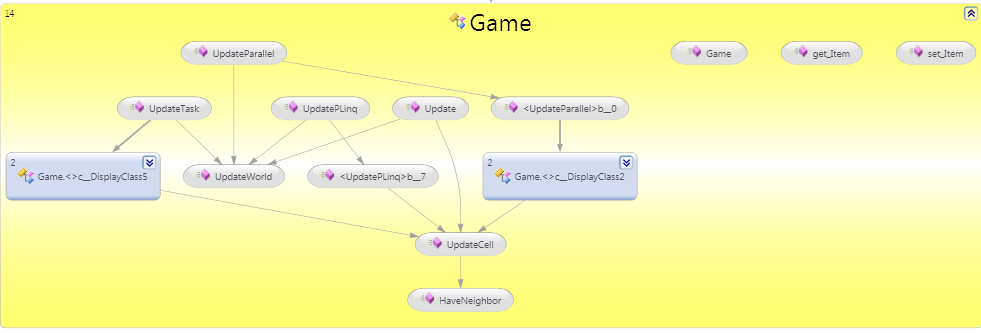 14
Game
UpdateParallel
Game
get_Item
set_Item
UpdateTask
UpdatePLinq
Update
<UpdateParallel>b__0
2
Game.<>c__DisplayClass5
UpdateWorld
<UpdatePLinq>b__7
2
Game.<>c__DisplayClass2
UpdateCell
HaveNeighbor